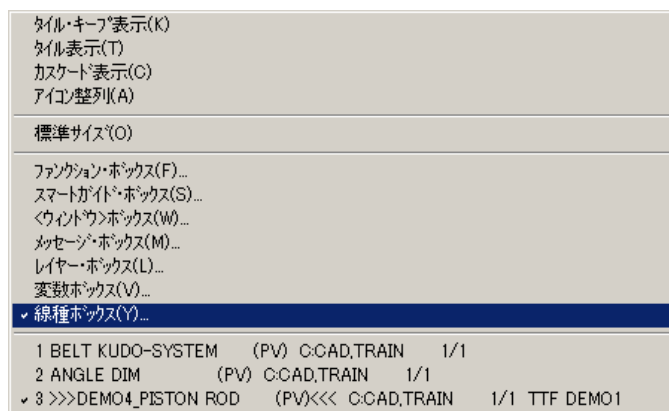 タイル・キープ表示(K)
タイル表示(T)
カスケード表示(C)
アイコン整列(A)
標準サイズ(O)
ファンクション・ボックス(F)...
スマートガイド・ボックス(S)...
<ウィンドウ>ボックス(W)...
メッセージ・ボックス(M)...
レイヤー・ボックス(L)...
変数ボックス(V)...
✓ 線種ボックス(Y)...
1 BELT KUDO-SYSTEM (PV) C:CAD,TRAIN 1/1
2 ANGLE DIM (PV) C:CAD,TRAIN 1/1
✓ 3 >>>DEMO4_PISTON ROD (PV)<<< C:CAD,TRAIN 1/1 TTF DEMO1